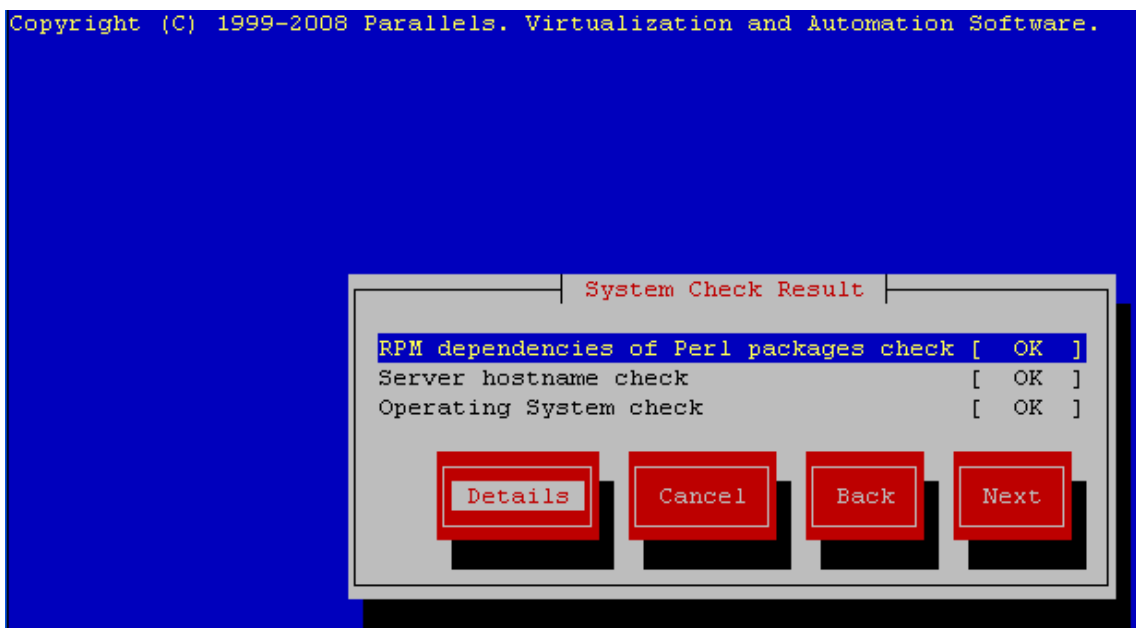 Copyright (C) 1999-2008 Parallels. Virtualization and Automation Software.
System Check Result
RPM dependencies of Perl packages check [ OK ]
Server hostname check [ OK ]
Operating System check [ OK ]
Details Cancel Back Next